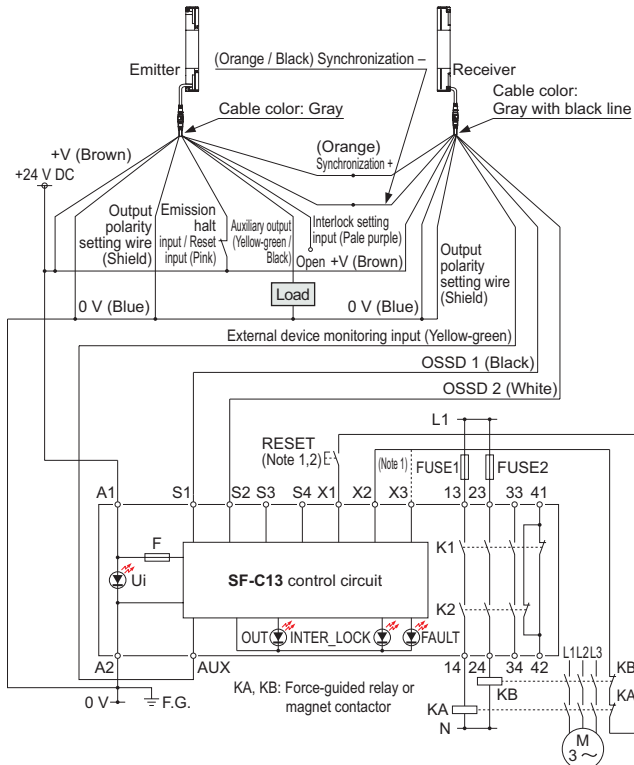 (Orange / Black) Synchronization –
Emitter
Receiver
Cable color: Gray
Cable color:
Gray with black line
+V (Brown)
+24 V DC
(Orange)
Synchronization +
Output
polarity
setting wire
(Shield)
Emission
halt
input / Reset
input (Pink)
Auxiliary output
(Yellow-green /
Black)
Interlock setting
input (Pale purple)
Open
+V (Brown)
Output
polarity
setting wire
(Shield)
Load
0 V (Blue)
0 V (Blue)
External device monitoring input (Yellow-green)
OSSD 1 (Black)
OSSD 2 (White)
L1
RESET
(Note 1,2)
(Note 1)
FUSE1
FUSE2
A1 S1 S2 S3 S4 X1 X2 X3 13 23 33 41
F
K1
Ui
SF-C13 control circuit
K2
OUT
INTER_LOCK
FAULT
A2 AUX 14 24 34 42
L1 L2 L3
KB
KA
KB
KA
0 V
F.G.
KA, KB: Force-guided relay or
magnet contactor
N
M
3 ~